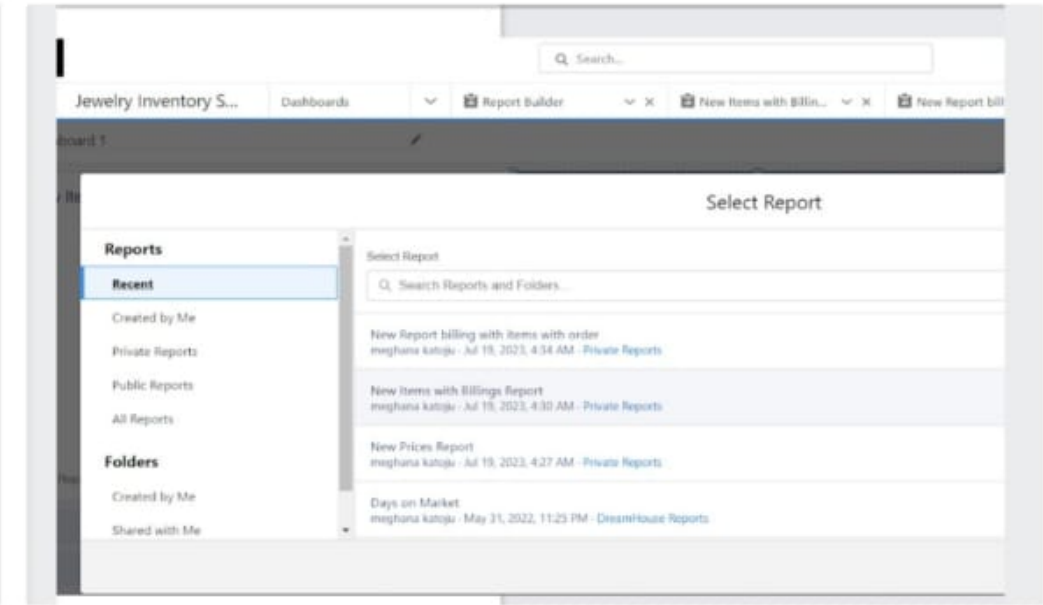 Search...
Jewelry Inventory S...
Dashboards
Report Builder
New Items with Billin...
New Report bill
board 1
Select Report
Reports
Recent
Created by Me
Private Reports
Public Reports
All Reports
Folders
Created by Me
Shared with Me
Select Report
Search Reports and Folders...
New Report billing with items with order
meghana katoju · Jul 19, 2023, 4:34 AM · Private Reports
New Items with Billings Report
meghana katoju · Jul 19, 2023, 4:30 AM · Private Reports
New Prices Report
meghana katoju · Jul 19, 2023, 4:27 AM · Private Reports
Days on Market
meghana katoju · May 31, 2022, 11:25 PM · DreamHouse Reports